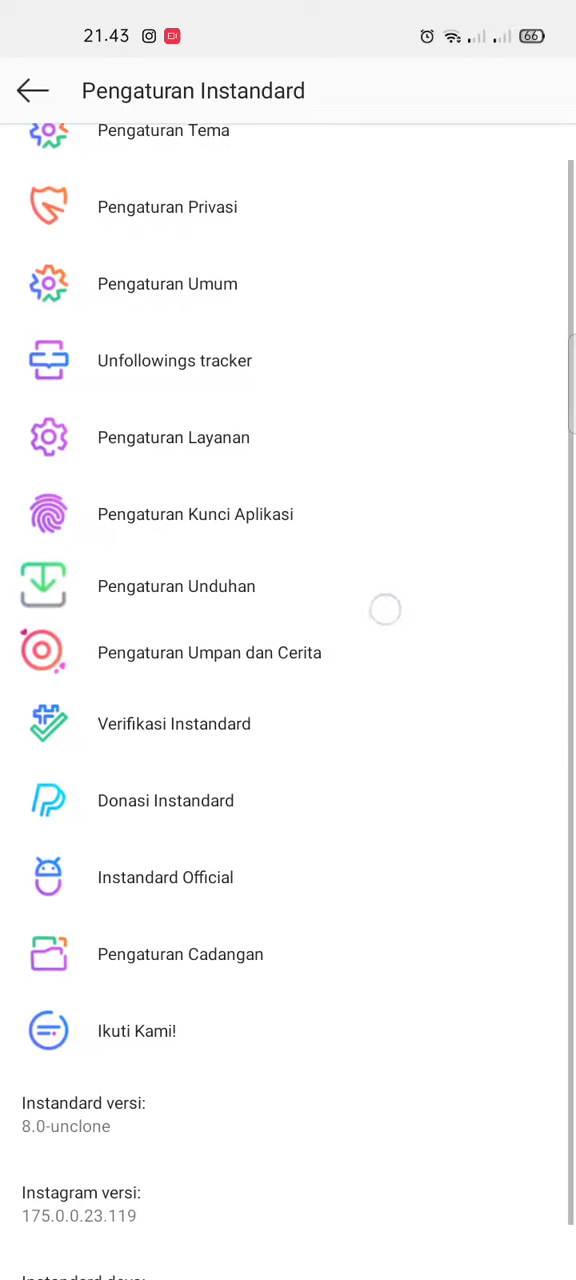 21.43
66
Pengaturan Instandard
Pengaturan Tema
Pengaturan Privasi
Pengaturan Umum
Unfollowings tracker
Pengaturan Layanan
Pengaturan Kunci Aplikasi
Pengaturan Unduhan
Pengaturan Umpan dan Cerita
Verifikasi Instandard
Donasi Instandard
Instandard Official
Pengaturan Cadangan
Ikuti Kami!
Instandard versi:
8.0-unclone
Instagram versi:
175.0.0.23.119